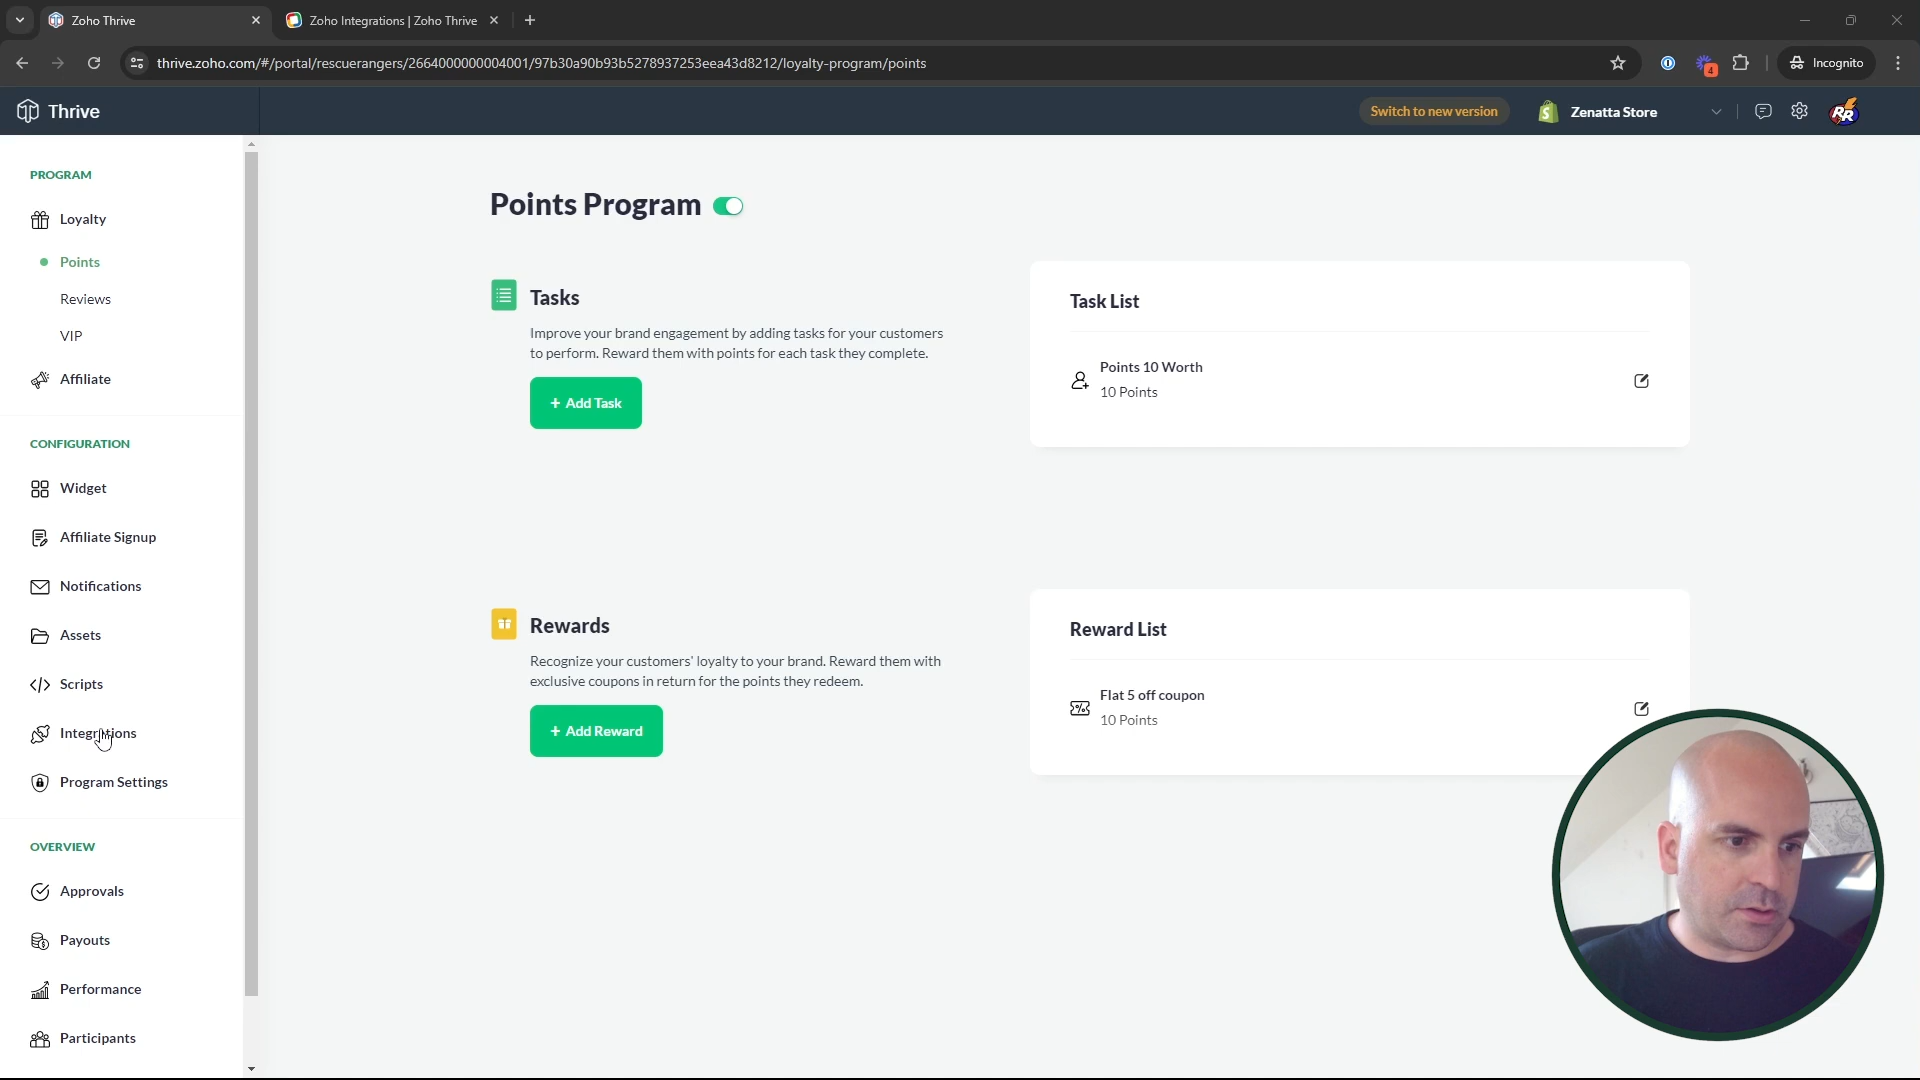 Zoho Thrive
Zoho Integrations | Zoho Thrive
thrive.zoho.com/#/portal/rescuerangers/2664000000004001/97b30a90b93b5278937253eea43d8212/loyalty-program/points
4
Incognito
Thrive
Switch to new version
Zenatta Store
RR
PROGRAM
Loyalty
Points
Reviews
VIP
Affiliate
CONFIGURATION
Widget
Affiliate Signup
Notifications
Assets
Scripts
Integrations
Program Settings
OVERVIEW
Approvals
Payouts
Performance
Participants
Points Program
Tasks
Improve your brand engagement by adding tasks for your customers
to perform. Reward them with points for each task they complete.
+ Add Task
Task List
Points 10 Worth
10 Points
Rewards
Recognize your customers' loyalty to your brand. Reward them with
exclusive coupons in return for the points they redeem.
+ Add Reward
Reward List
Flat 5 off coupon
10 Points